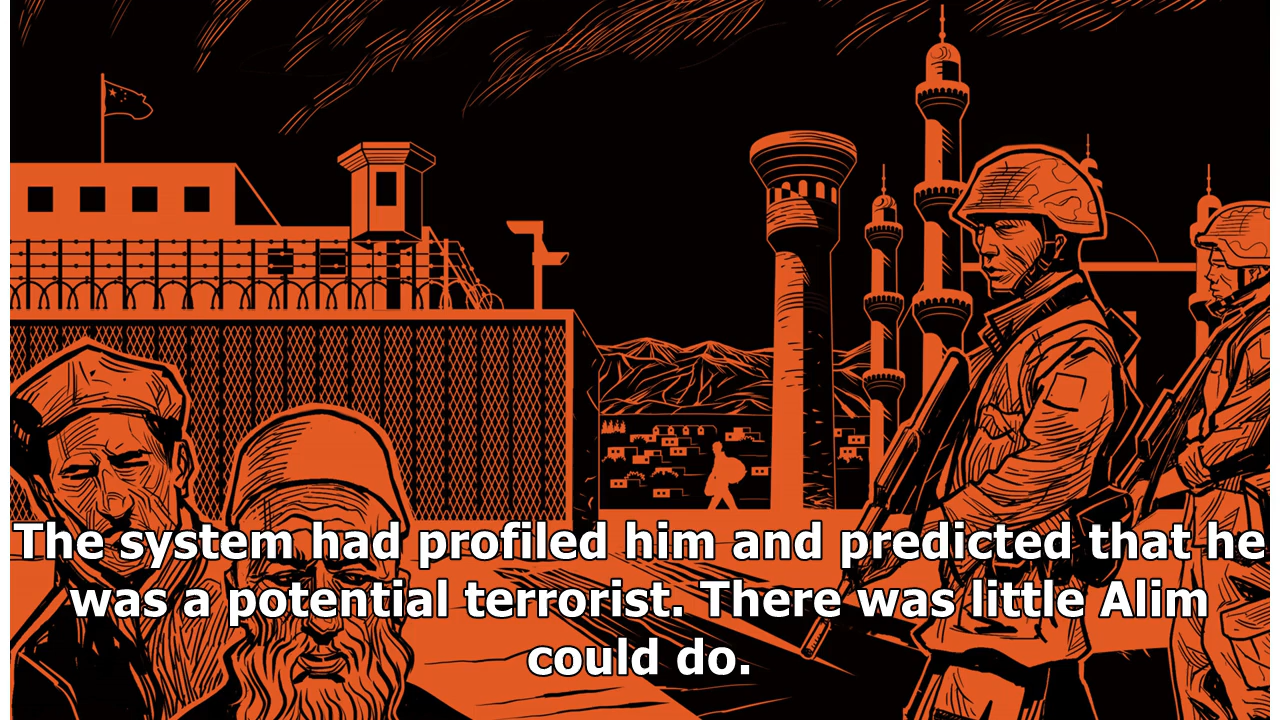 The system had profiled him and predicted that he
was a potential terrorist. There was little Alim
could do.